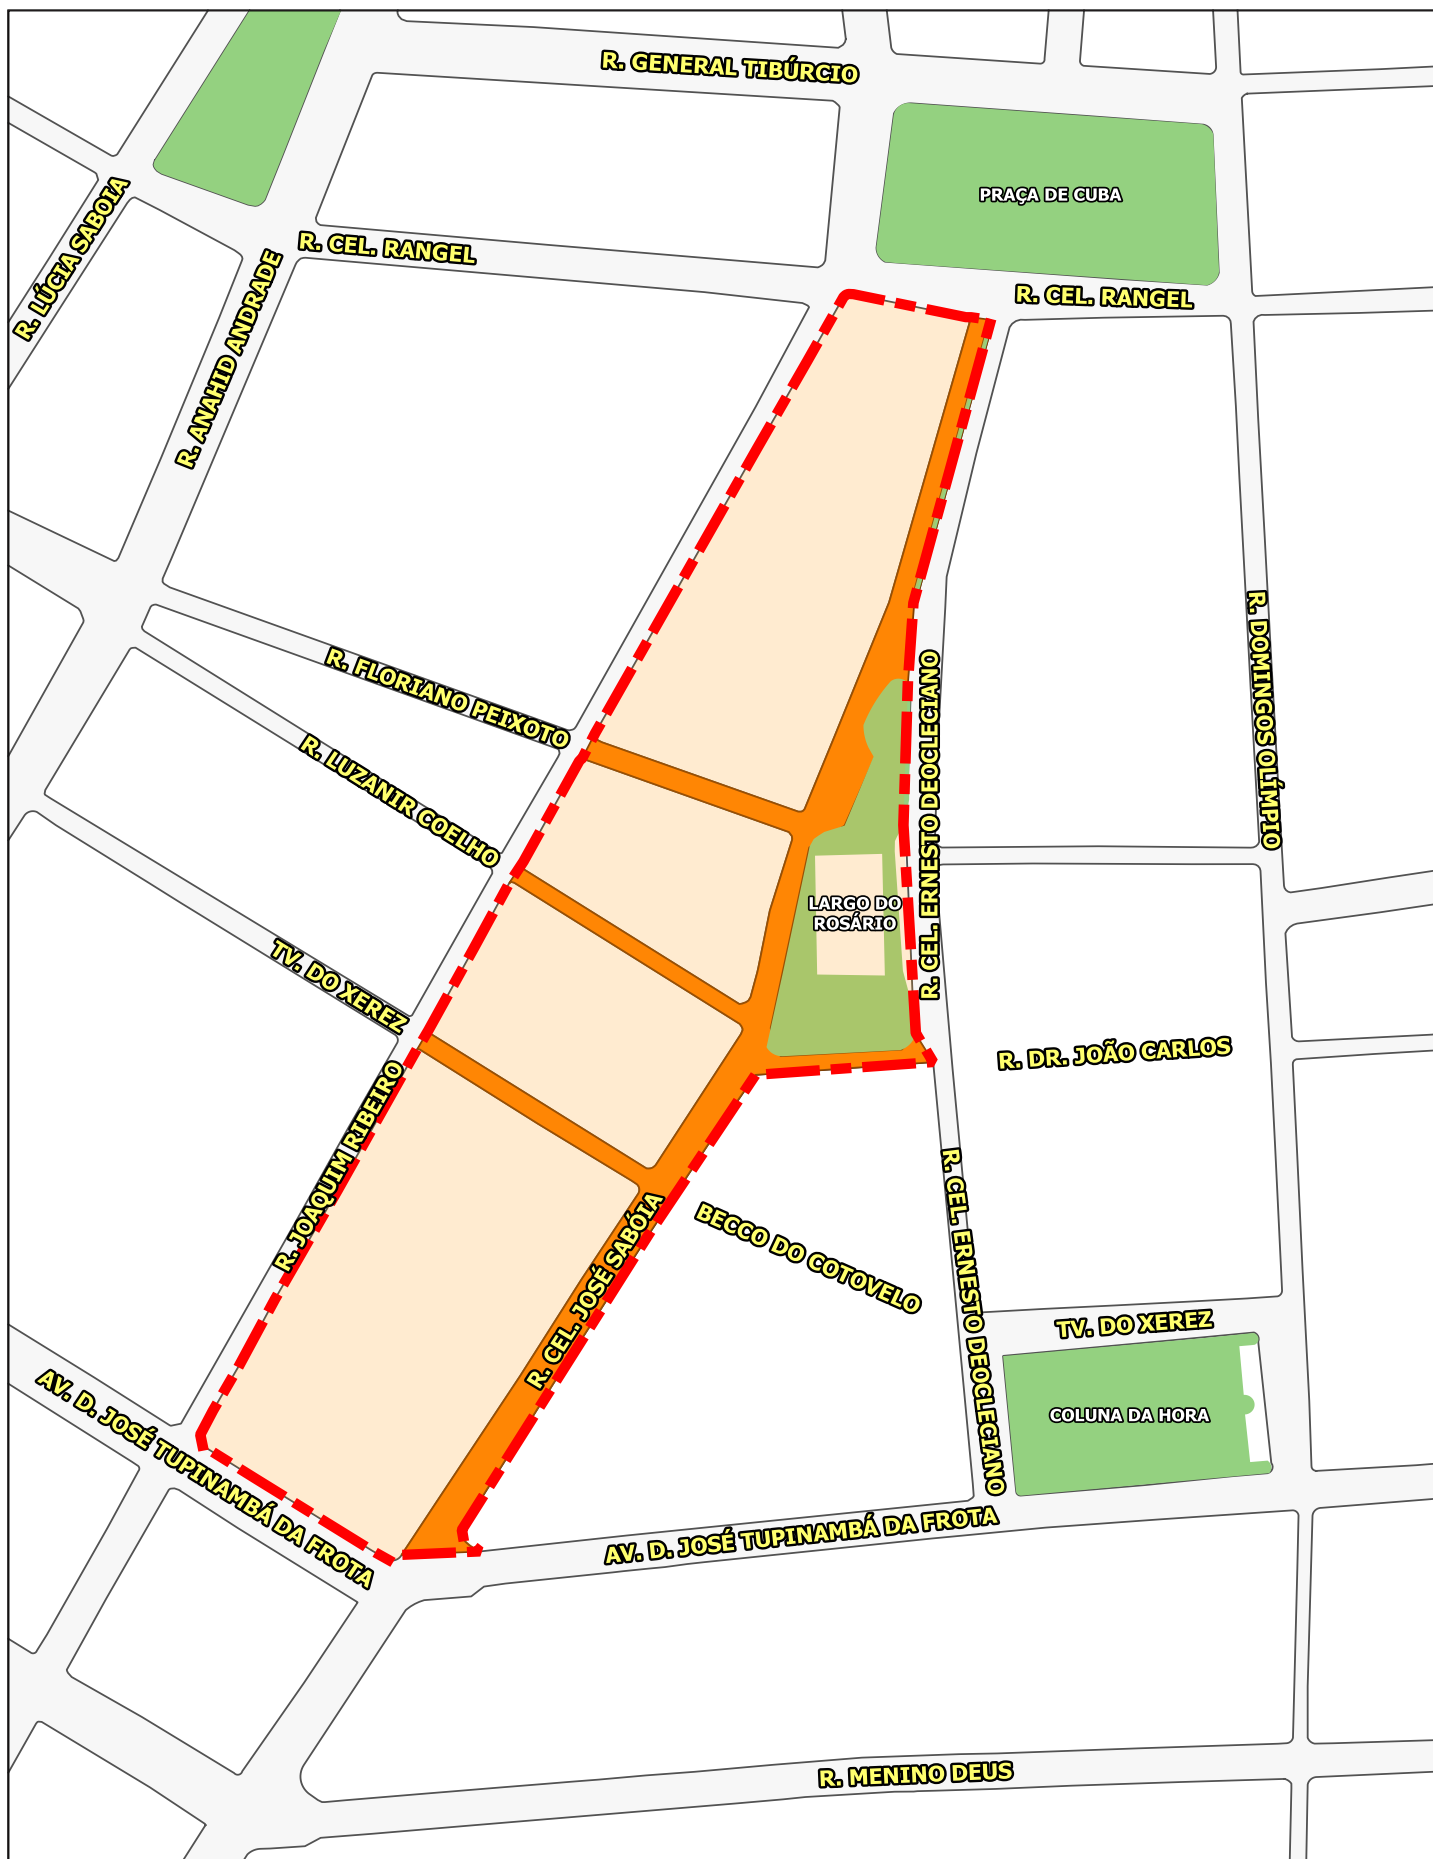 R. GENERAL TIBÚRCIO
PRAÇA DE CUBA
R. LÚCIA SABOIA
R. CEL. RANGEL
R. CEL. RANGEL
R. ANAHID ANDRADE
R. FLORIANO PEIXOTO
R. DOMINGOS OLÍMPIO
R. LUZANIR COELHO
R. CEL. ERNESTO DEOCLECIANO
LARGO DO
ROSÁRIO
TV. DO XEREZ
R. DR. JOÃO CARLOS
R. JOAQUIM RIBEIRO
R. CEL. JOSÉ SABÓIA
BECCO DO COTOVELO
R. CEL. ERNESTO DEOCLECIANO
TV. DO XEREZ
COLUNA DA HORA
AV. D. JOSÉ TUPINAMBÁ DA FROTA
AV. D. JOSÉ TUPINAMBÁ DA FROTA
R. MENINO DEUS